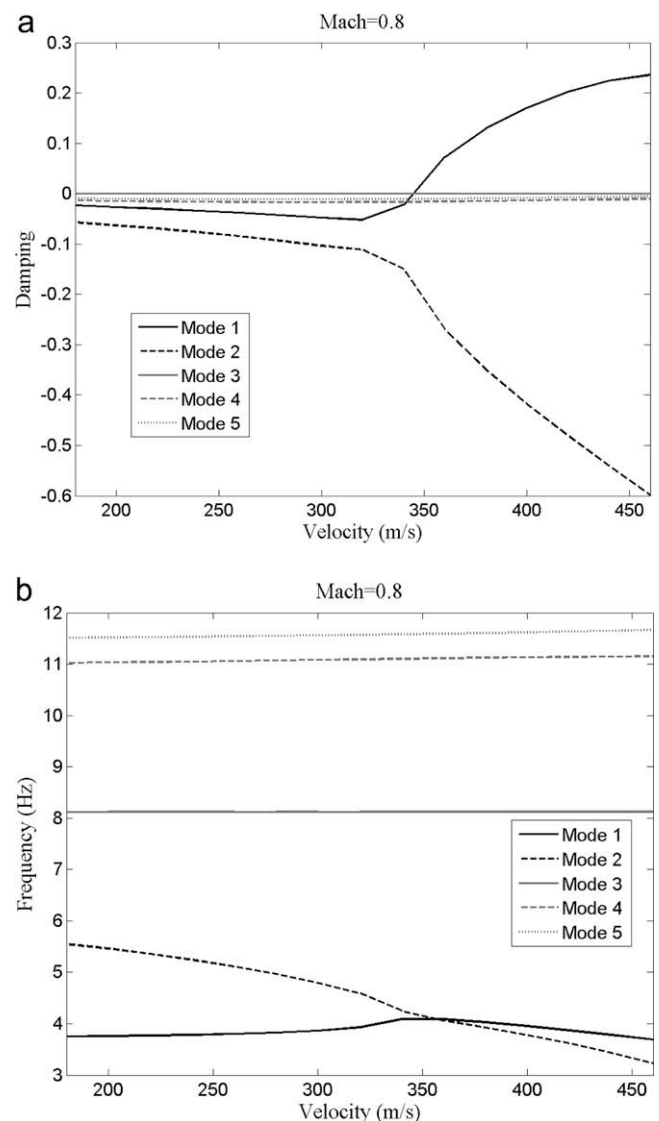 a
Mach=0.8
0.3
0.2
0.1
0
-0.1
-0.2
-0.3
-0.4
-0.5
-0.6
Damping
Mode 1
Mode 2
Mode 3
Mode 4
Mode 5
200 250 300 350 400 450
Velocity (m/s)
b
Mach=0.8
12
11
10
9
8
7
6
5
4
3
Frequency (Hz)
Mode 1
Mode 2
Mode 3
Mode 4
Mode 5
200 250 300 350 400 450
Velocity (m/s)